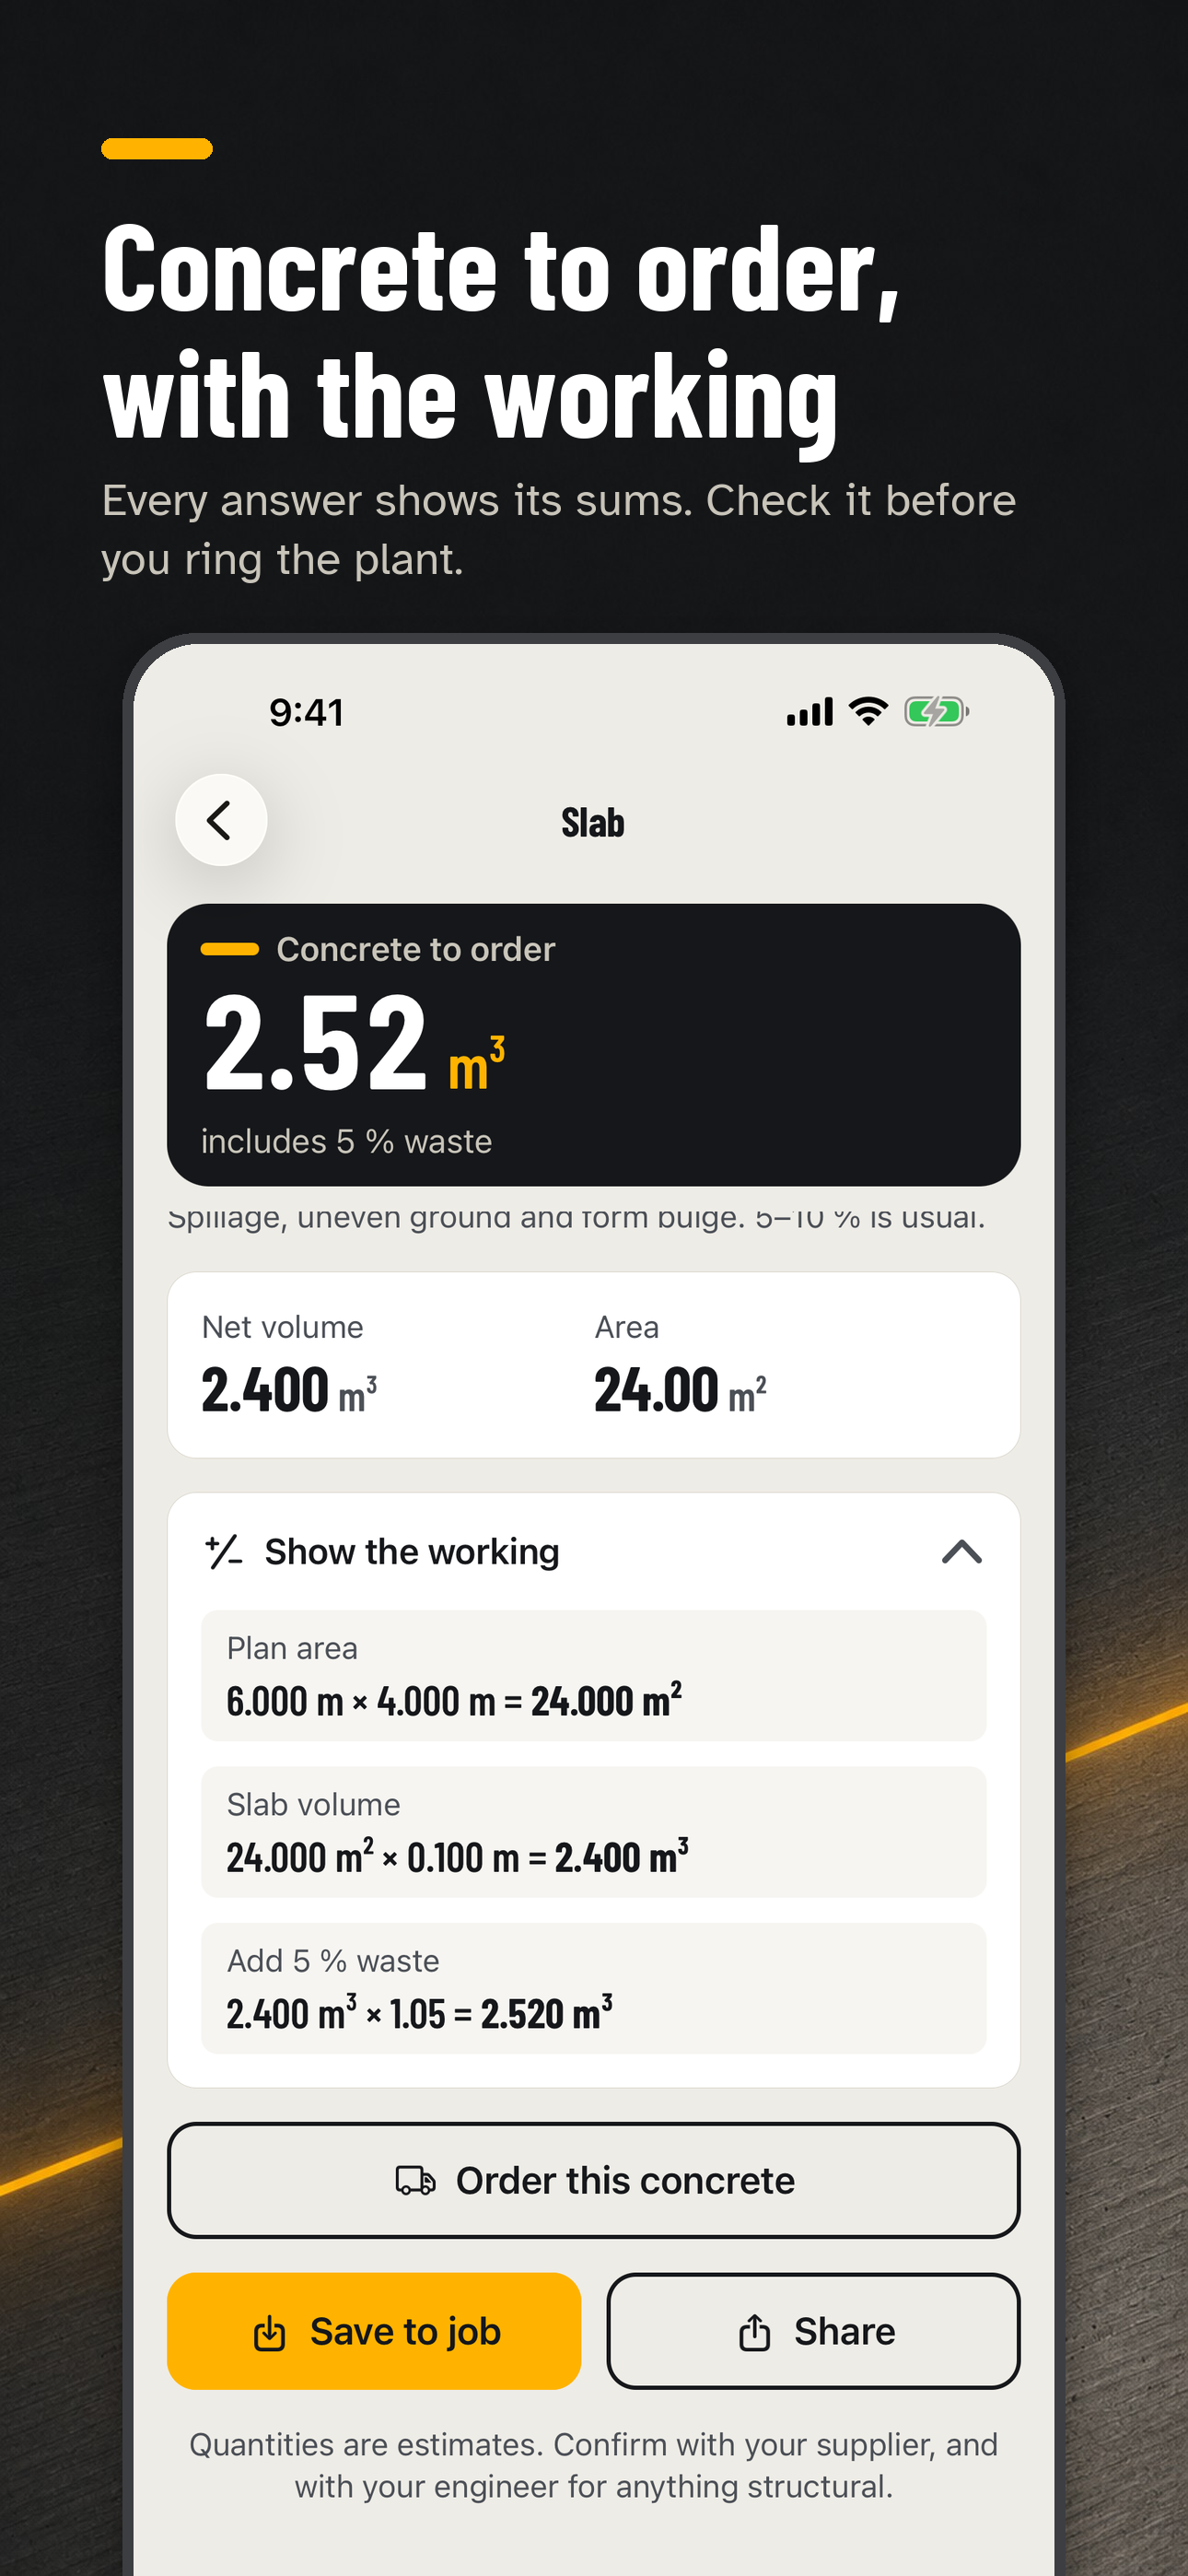 Concrete to order,
with the working
Every answer shows its sums. Check it before
you ring the plant.
9:41
Slab
Concrete to order
2.52 m³
includes 5 % waste
Spillage, uneven ground and form bulge. 5–10 % is usual.
Net volume
Area
2.400 m³
24.00 m²
Show the working
Plan area
6.000 m × 4.000 m = 24.000 m²
Slab volume
24.000 m² × 0.100 m = 2.400 m³
Add 5 % waste
2.400 m³ × 1.05 = 2.520 m³
Order this concrete
Save to job
Share
Quantities are estimates. Confirm with your supplier, and
with your engineer for anything structural.